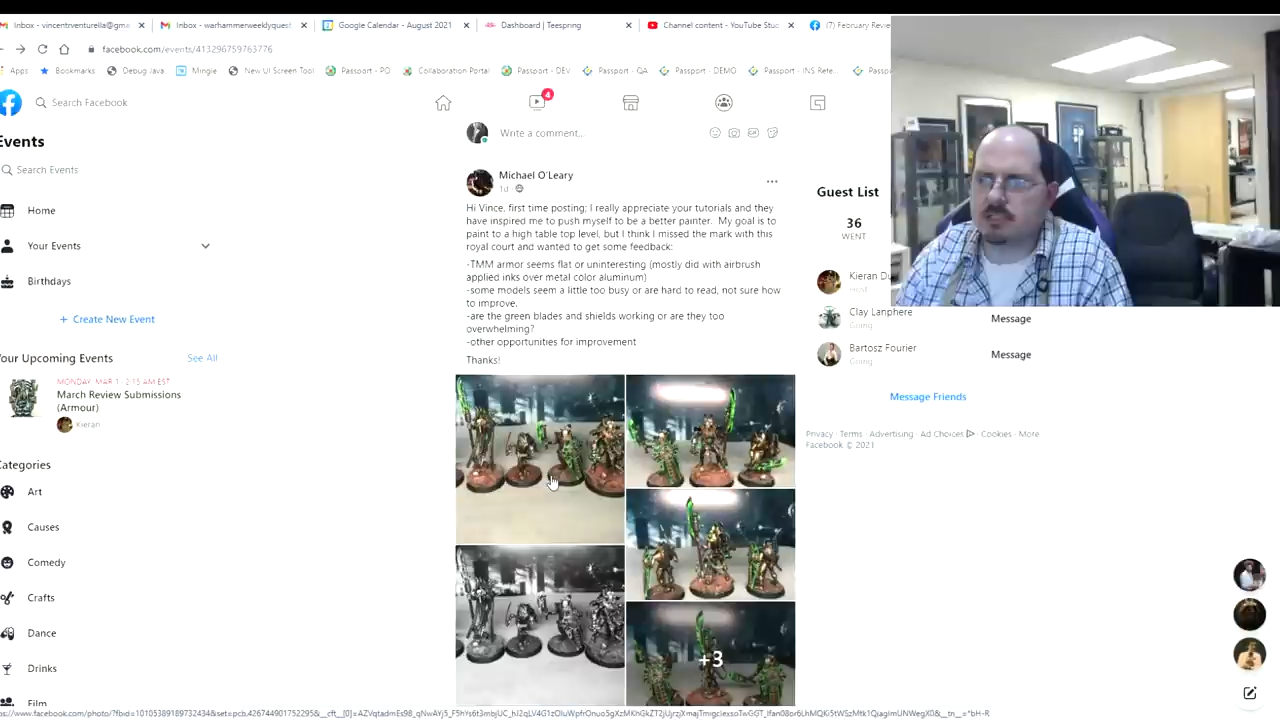 Inbox - vincentrventurella@gma
Inbox - warhammerweeklyquest
Google Calendar - August 2021
Dashboard | Teespring
Channel content - YouTube Stud
(7) February Revie
facebook.com/events/413296759763776
Apps
Bookmarks
Debug Java
Mingle
New UI Screen Tool
Passport - PO
Collaboration Portal
Passport - DEV
Passport - QA
Passport - DEMO
Passport - INS Rele...
Pass
Search Facebook
4
Events
Search Events
Home
Your Events
Birthdays
+ Create New Event
Your Upcoming Events
See All
MONDAY, MAR 1 · 2:15 AM EST
March Review Submissions
(Armour)
Kieran
Categories
Art
Causes
Comedy
Crafts
Dance
Drinks
Film
Write a comment...
Michael O'Leary
1d
Hi Vince, first time posting; I really appreciate your tutorials and they
have inspired me to push myself to be a better painter. My goal is to
paint to a high table top level, but I think I missed the mark with this
royal court and wanted to get some feedback:
-TMM armor seems flat or uninteresting (mostly did with airbrush
applied inks over metal color aluminum)
-some models seem a little too busy or are hard to read, not sure how
to improve.
-are the green blades and shields working or are they too
overwhelming?
-other opportunities for improvement
Thanks!
+3
Guest List
36
WENT
Kieran
Clay Lanphere
Going
Message
Bartosz Fourier
Going
Message
Message Friends
Privacy · Terms · Advertising · Ad Choices · Cookies · More
Facebook © 2021